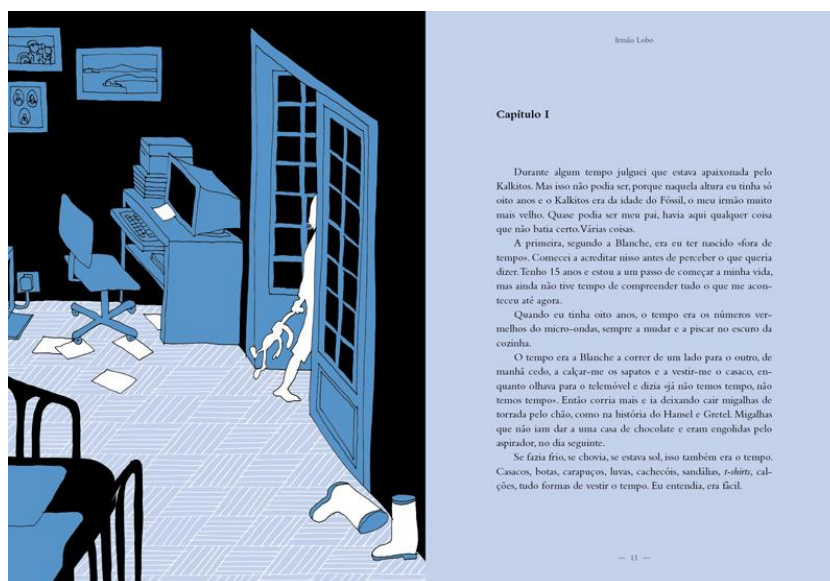 Irmão Lobo
Capítulo I
Durante algum tempo julguei que estava apaixonada pelo
Kalkitos. Mas isso não podia ser, porque naquela altura eu tinha só
oito anos e o Kalkitos era da idade do Fóssil, o meu irmão muito
mais velho. Quase podia ser meu pai, havia aqui qualquer coisa
que não batia certo. Várias coisas.
A primeira, segundo a Blanche, era eu ter nascido «fora de
tempo». Comecei a acreditar nisso antes de perceber o que queria
dizer. Tenho 15 anos e estou a um passo de começar a minha vida,
mas ainda não tive tempo de compreender tudo o que me acon-
teceu até agora.
Quando eu tinha oito anos, o tempo era os números ver-
melhos do micro-ondas, sempre a mudar e a piscar no escuro da
cozinha.
O tempo era a Blanche a correr de um lado para o outro, de
manhã cedo, a calçar-me os sapatos e a vestir-me o casaco, en-
quanto olhava para o telemóvel e dizia «já não temos tempo, não
temos tempo». Então corria mais e ia deixando cair migalhas de
torrada pelo chão, como na história do Hansel e Gretel. Migalhas
que não iam dar a uma casa de chocolate e eram engolidas pelo
aspirador, no dia seguinte.
Se fazia frio, se chovia, se estava sol, isso também era o tempo.
Casacos, botas, carapuços, luvas, cachecóis, sandálias, t-shirts, cal-
ções, tudo formas de vestir o tempo. Eu entendia, era fácil.
— 11 —